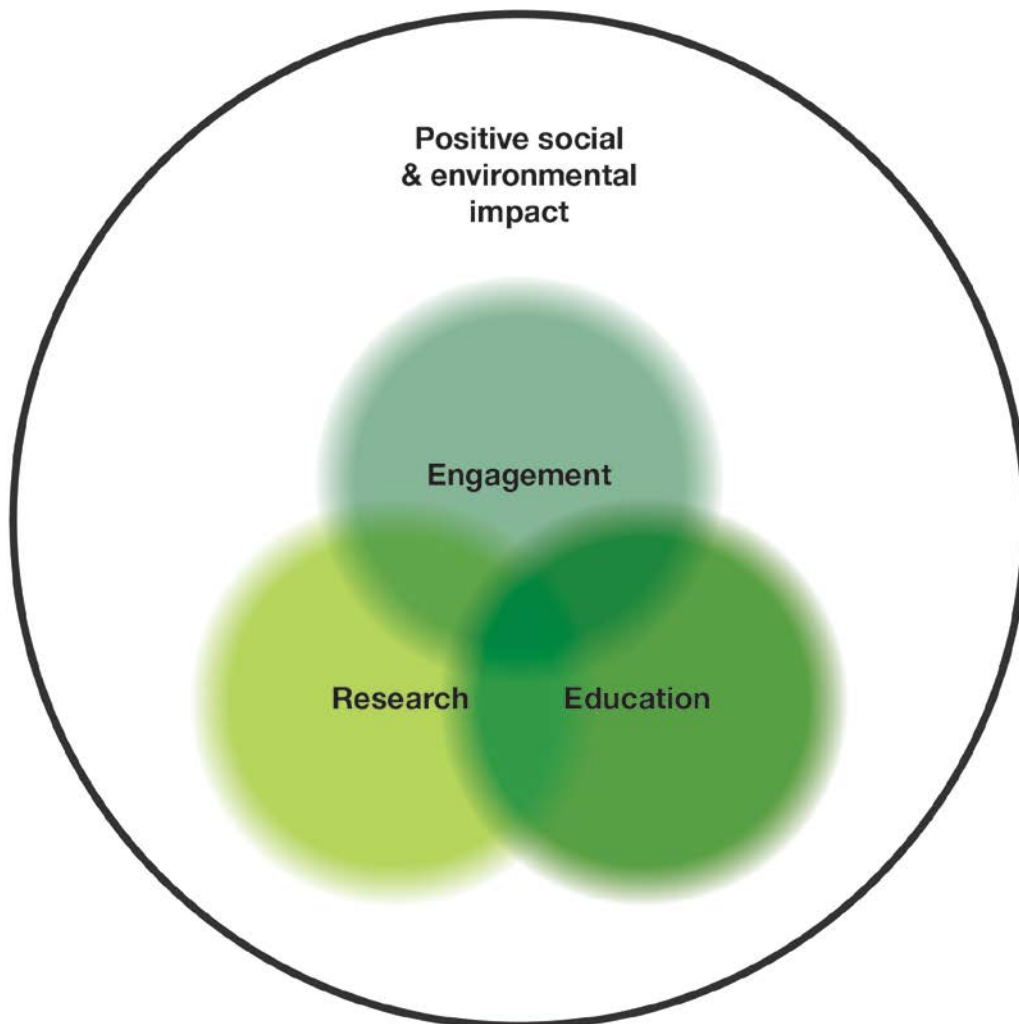 Positive social
& environmental
impact
Engagement
Research
Education